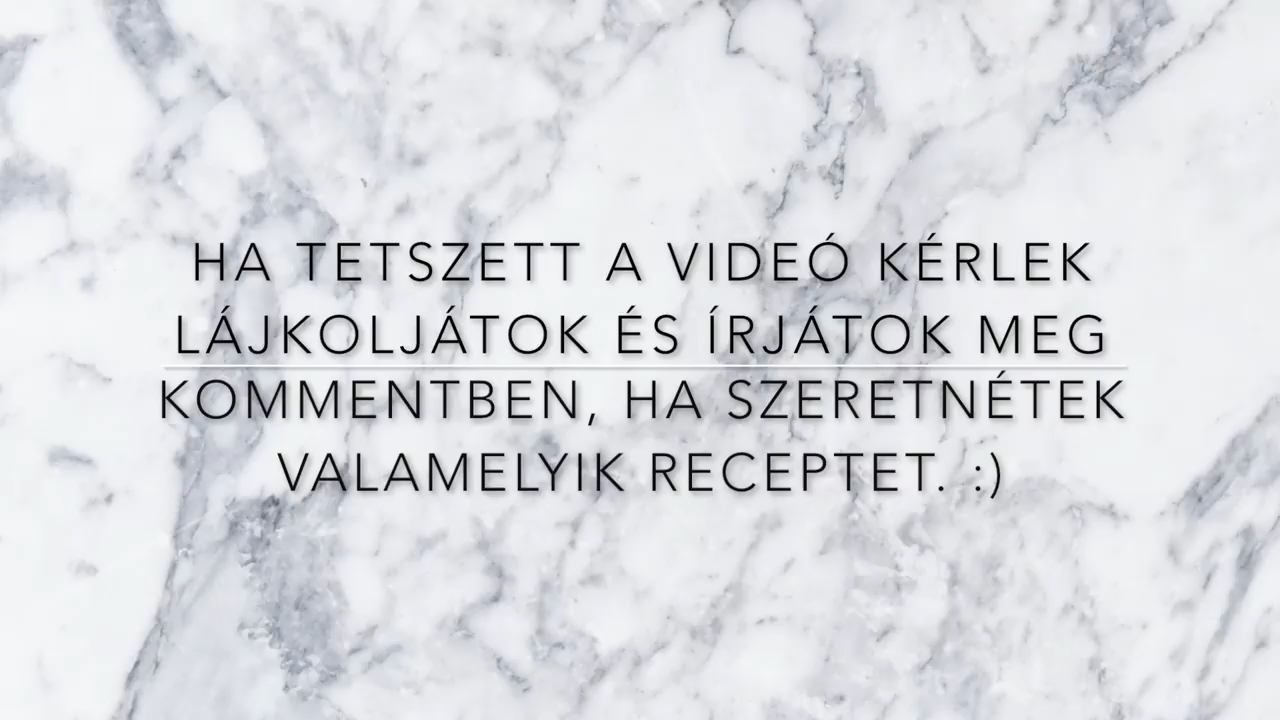 HA TETSZETT A VIDEÓ KÉRLEK
LÁJKOLJÁTOK ÉS ÍRJÁTOK MEG
KOMMENTBEN, HA SZERETNÉTEK
VALAMELYIK RECEPTET. :)